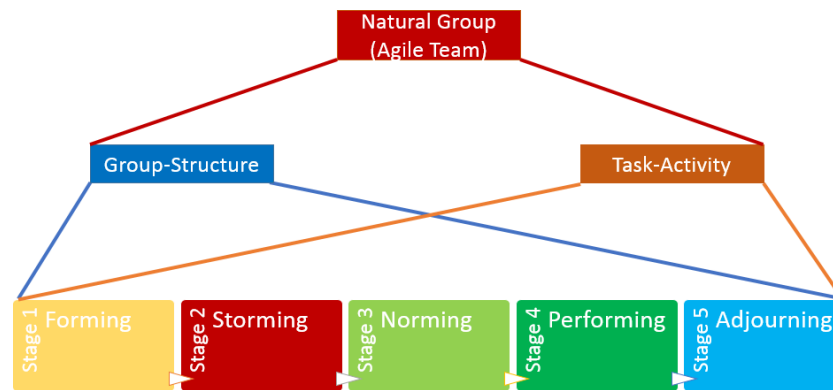 Natural Group
(Agile Team)
Group-Structure
Task-Activity
Stage 1
Forming
Stage 2
Storming
Stage 3
Norming
Stage 4
Performing
Stage 5
Adjourning